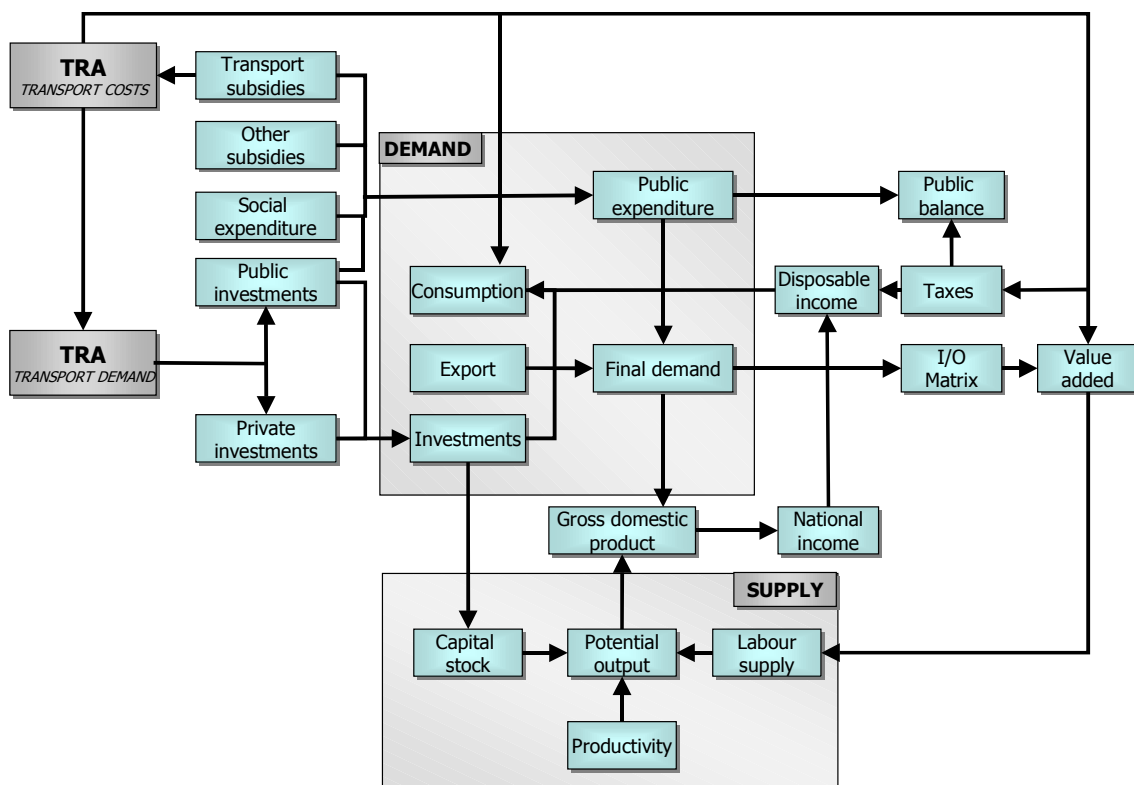 TRA
TRANSPORT COSTS
Transport
subsidies
Other
subsidies
DEMAND
Social
expenditure
Public
expenditure
Public
balance
Public
investments
Consumption
Disposable
income
Taxes
TRA
TRANSPORT DEMAND
Export
Final demand
I/O
Matrix
Value
added
Private
investments
Investments
Gross domestic
product
National
income
SUPPLY
Capital
stock
Potential
output
Labour
supply
Productivity